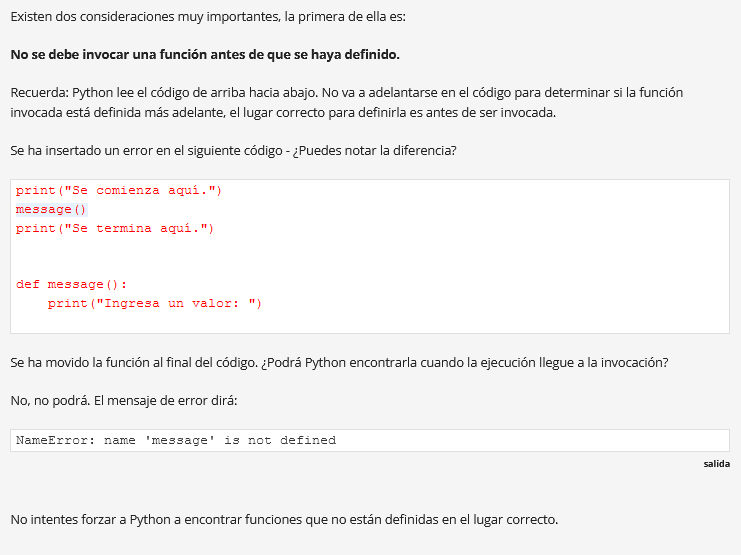 Existen dos consideraciones muy importantes, la primera de ella es:
No se debe invocar una función antes de que se haya definido.
Recuerda: Python lee el código de arriba hacia abajo. No va a adelantarse en el código para determinar si la función
invocada está definida más adelante, el lugar correcto para definirla es antes de ser invocada.
Se ha insertado un error en el siguiente código - ¿Puedes notar la diferencia?
print("Se comienza aquí.")
message()
print("Se termina aquí.")
def message():
    print("Ingresa un valor: ")
Se ha movido la función al final del código. ¿Podrá Python encontrarla cuando la ejecución llegue a la invocación?
No, no podrá. El mensaje de error dirá:
NameError: name 'message' is not defined
salida
No intentes forzar a Python a encontrar funciones que no están definidas en el lugar correcto.